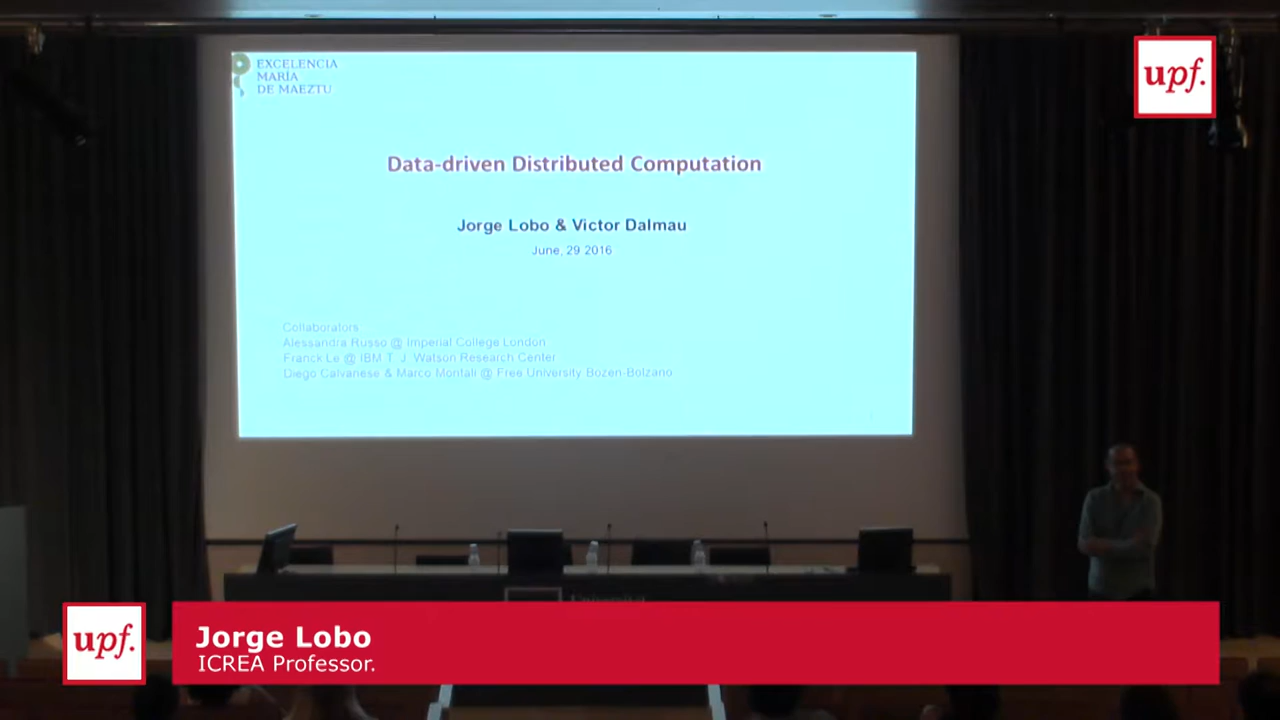 EXCELENCIA
MARÍA
DE MAEZTU
upf.
Data-driven Distributed Computation
Jorge Lobo & Victor Dalmau
June, 29 2016
Collaborators
Alessandra Russo @ Imperial College London
Franck Le @ IBM T. J. Watson Research Center
Diego Calvanese & Marco Montali @ Free University Bozen-Bolzano
Universitat
upf.
Jorge Lobo
ICREA Professor.